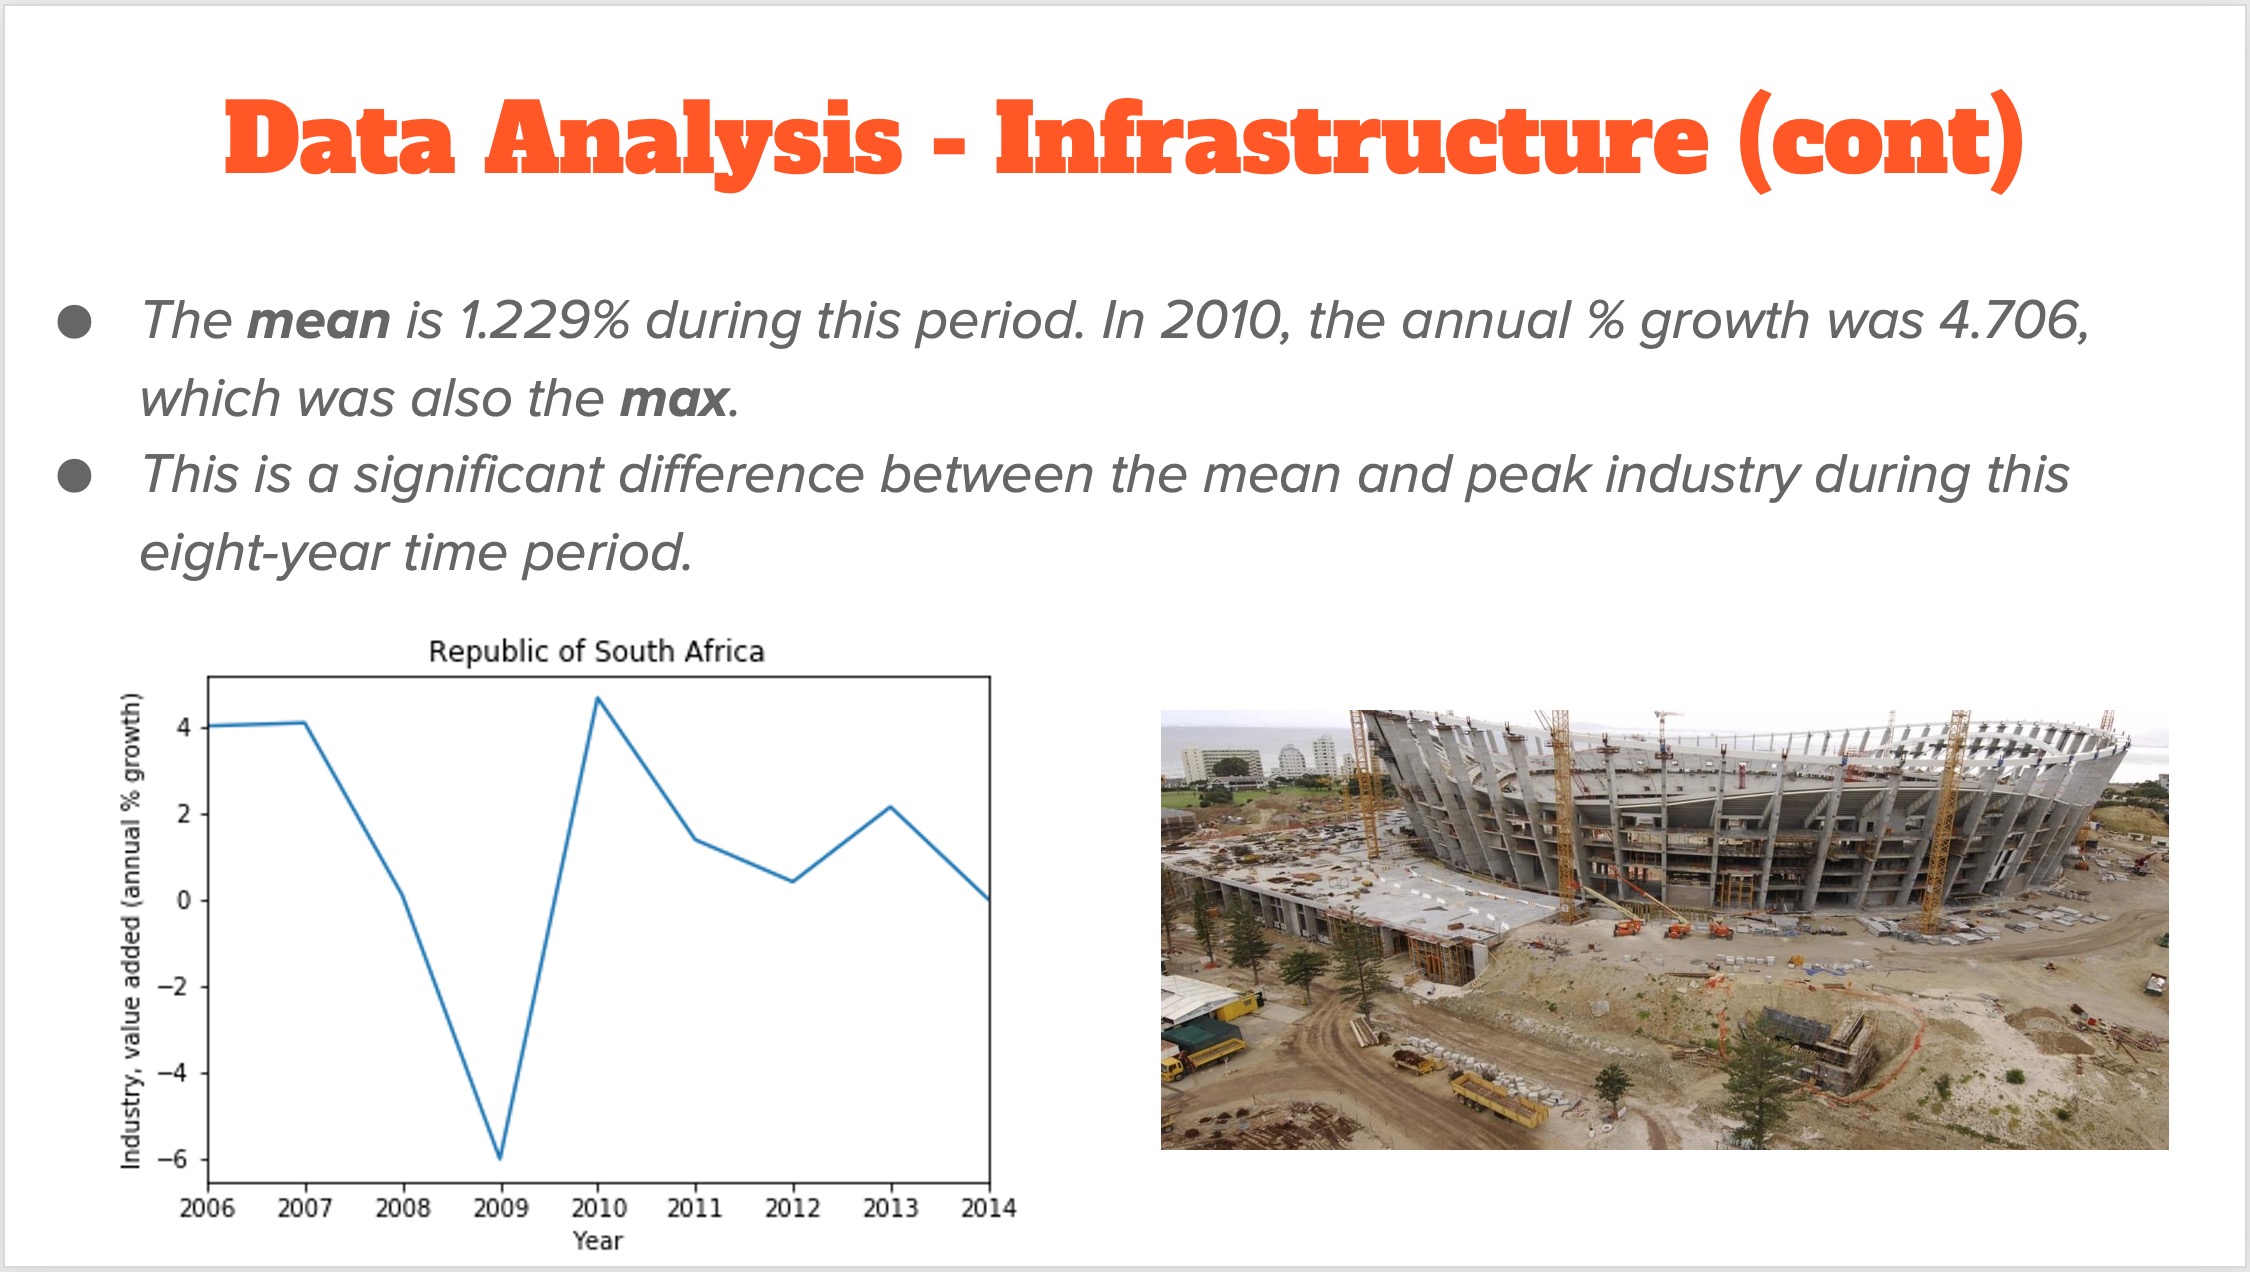 Data Analysis - Infrastructure (cont)
● The mean is 1.229% during this period. In 2010, the annual % growth was 4.706,
which was also the max.
● This is a significant difference between the mean and peak industry during this
eight-year time period.
Republic of South Africa
Industry, value added (annual % growth)
4
2
0
−2
−4
−6
2006 2007 2008 2009 2010 2011 2012 2013 2014
Year